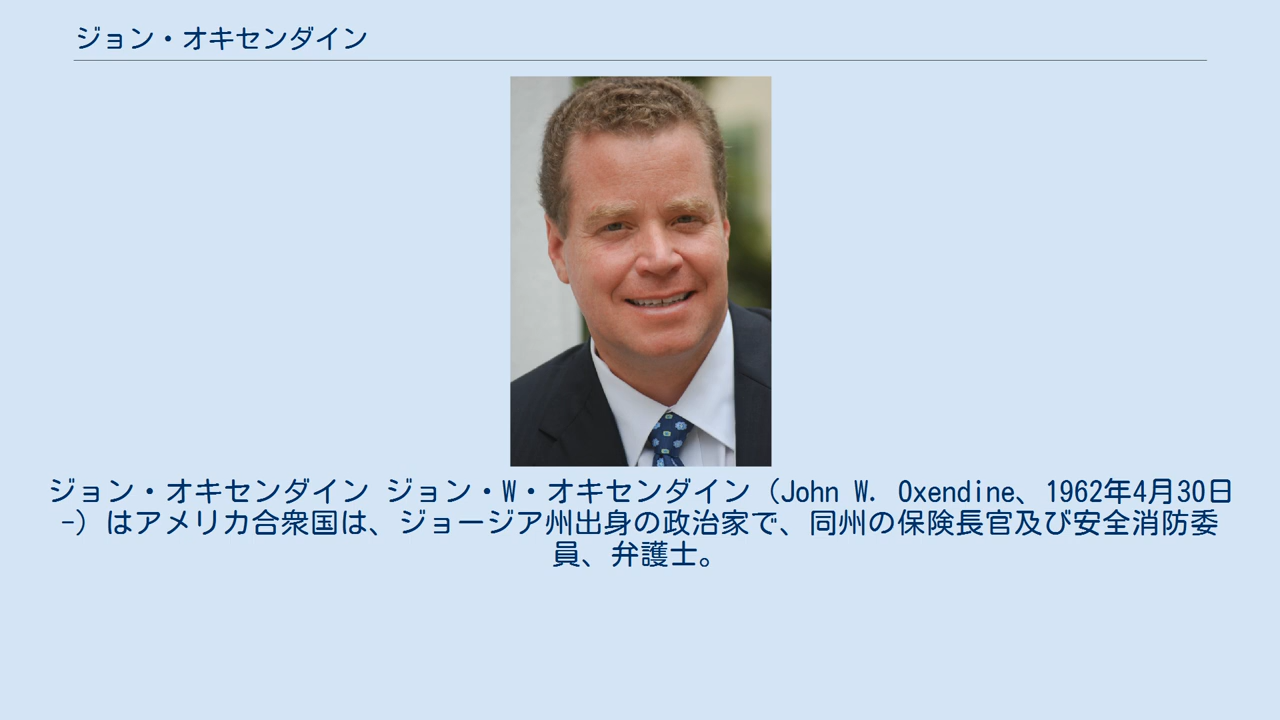 ジョン・オキセンダイン
ジョン・オキセンダイン ジョン・W・オキセンダイン（John W. Oxendine、1962年4月30日
-）はアメリカ合衆国は、ジョージア州出身の政治家で、同州の保険長官及び安全消防委
員、弁護士。